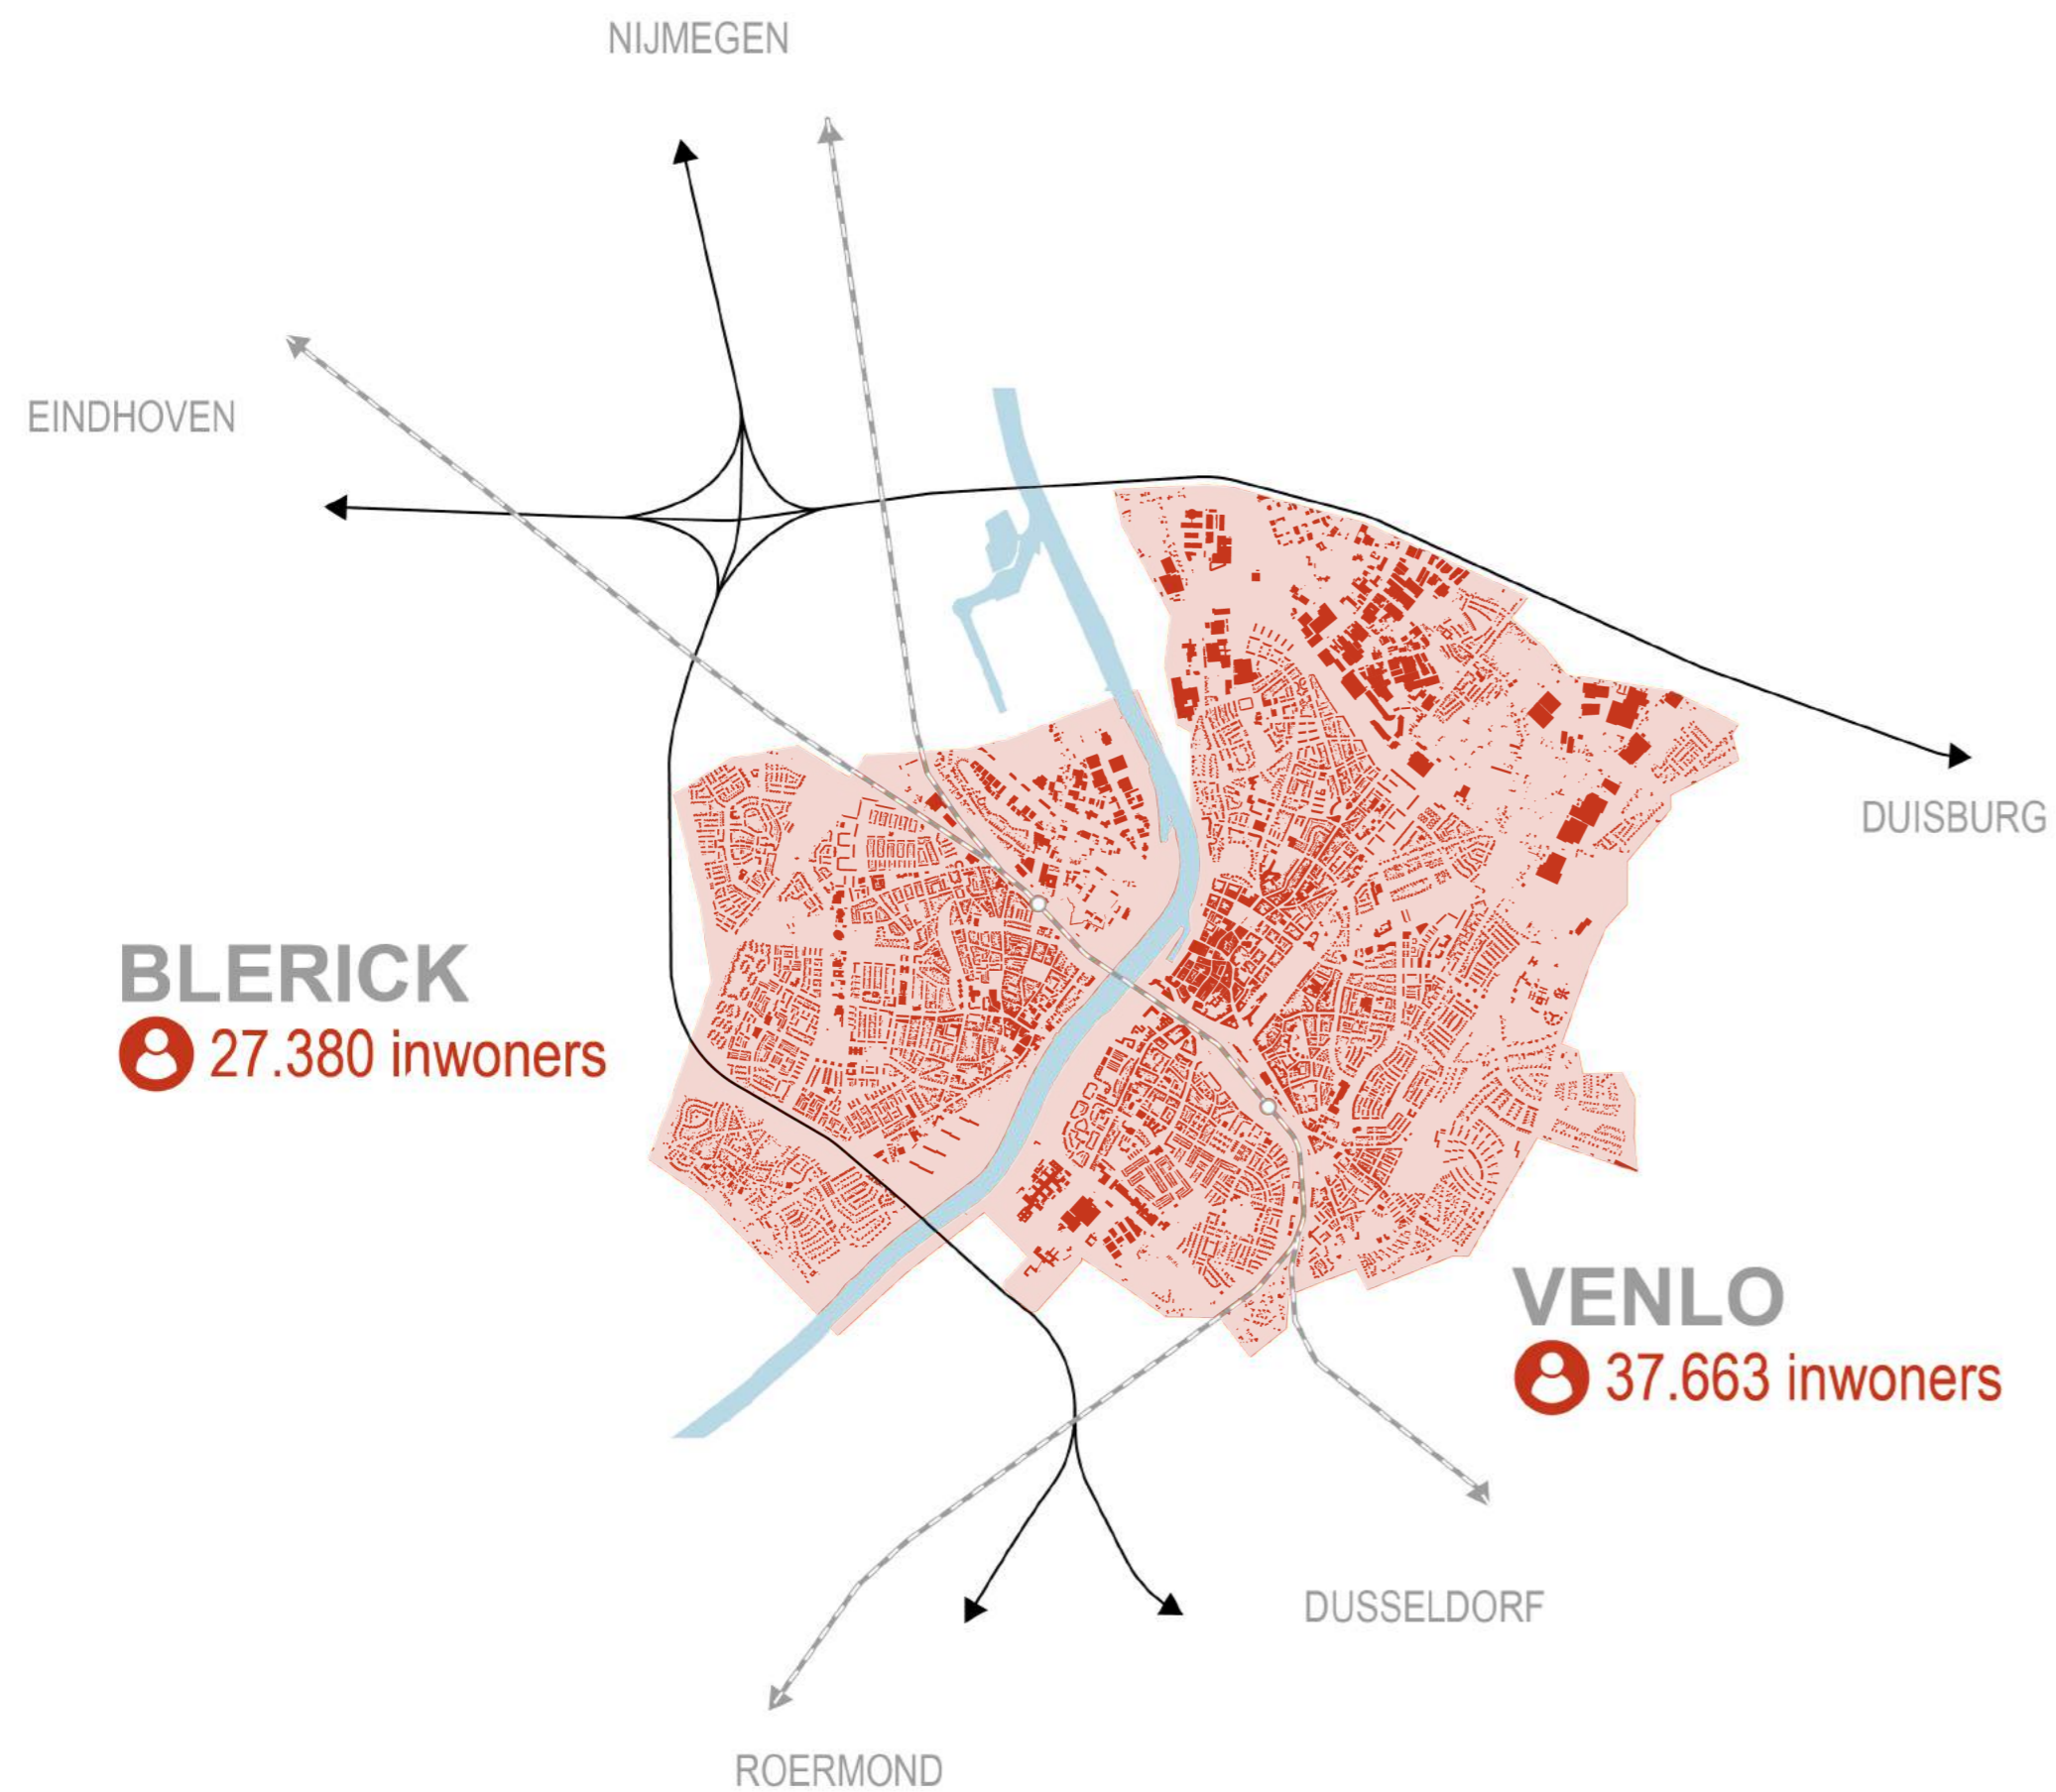 NIJMEGEN
EINDHOVEN
DUISBURG
BLERICK
27.380 inwoners
VENLO
37.663 inwoners
DUSSELDORF
ROERMOND